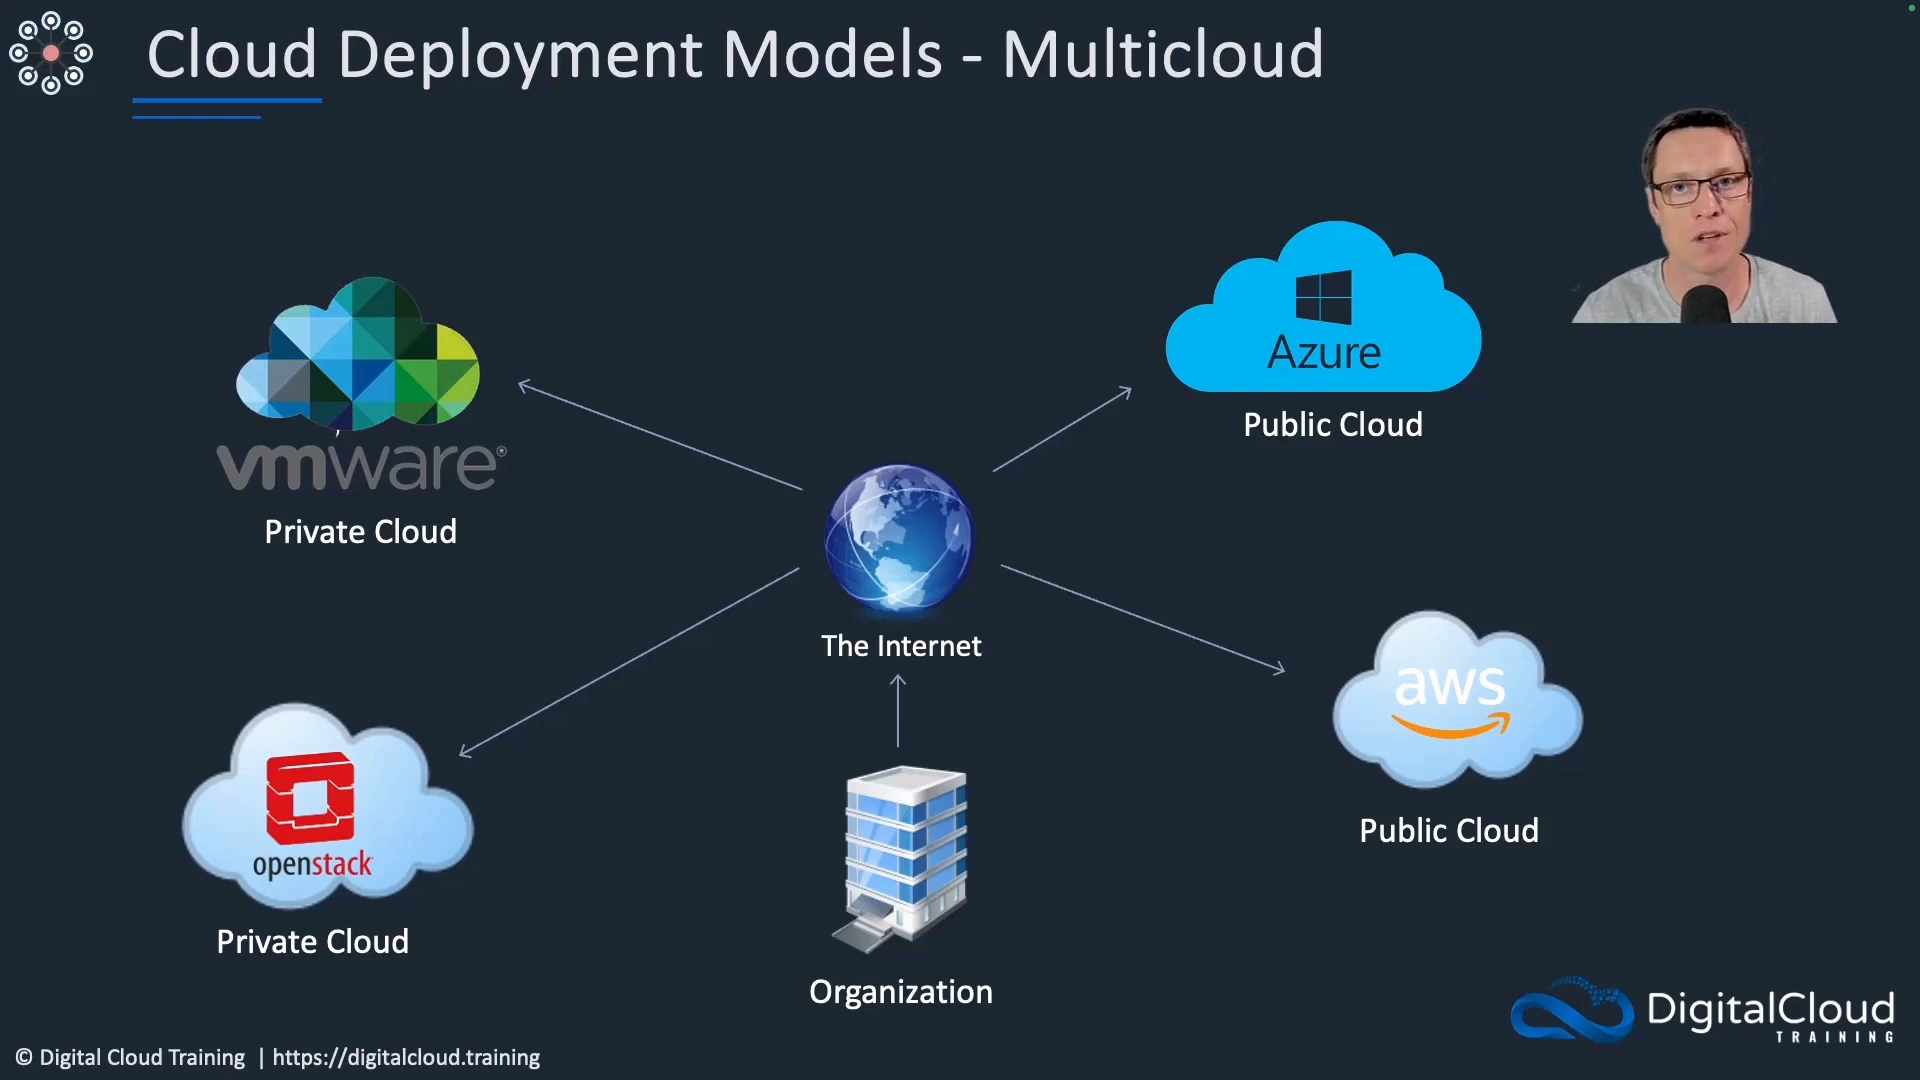 Cloud Deployment Models - Multicloud
Azure
Public Cloud
vmware®
Private Cloud
The Internet
aws
Public Cloud
openstack
Private Cloud
Organization
DigitalCloud
TRAINING
© Digital Cloud Training | https://digitalcloud.training